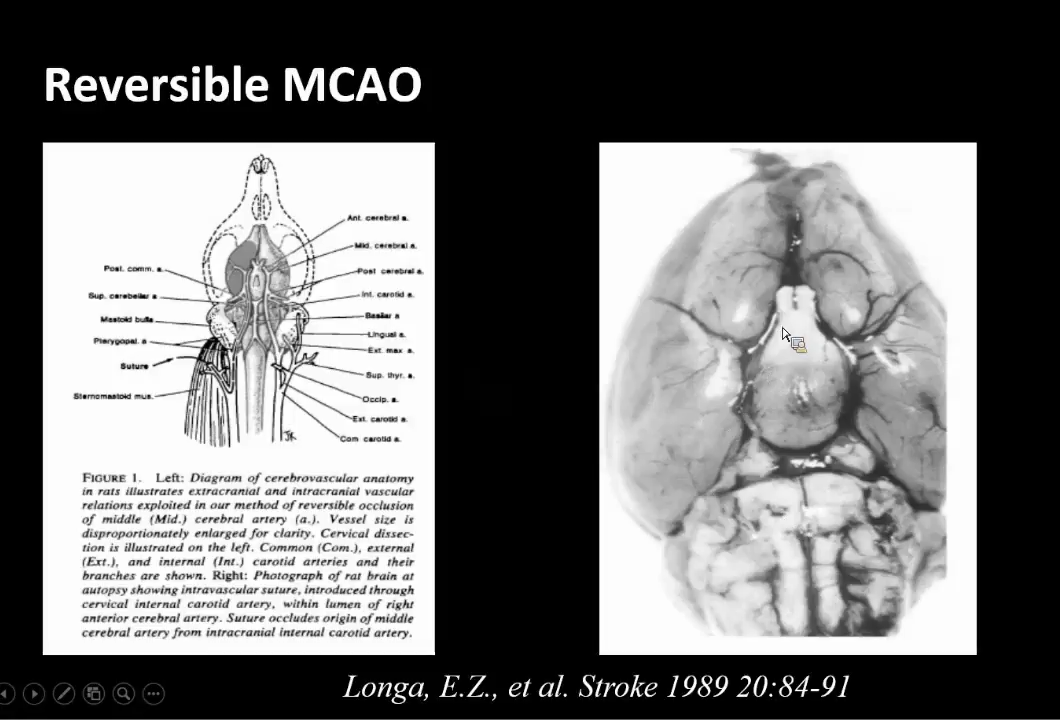 Reversible MCAO
Ant. cerebral a.
Mid. cerebral a.
Post. comm. a.
Post cerebral a.
Sup. cerebellar a
Int. carotid a.
Mastoid bulla
Basilar a
Pterygopal. a
Lingual a.
Ext. max a.
Suture
Sup. thyr. a.
Sternomastoid mus.
Occip. a.
Ext. carotid a.
JK
Com carotid a.
FIGURE 1. Left: Diagram of cerebrovascular anatomy
in rats illustrates extracranial and intracranial vascular
relations exploited in our method of reversible occlusion
of middle (Mid.) cerebral artery (a.). Vessel size is
disproportionately enlarged for clarity. Cervical dissec-
tion is illustrated on the left. Common (Com.), external
(Ext.), and internal (Int.) carotid arteries and their
branches are shown. Right: Photograph of rat brain at
autopsy showing intravascular suture, introduced through
cervical internal carotid artery, within lumen of right
anterior cerebral artery. Suture occludes origin of middle
cerebral artery from intracranial internal carotid artery.
Longa, E.Z., et al. Stroke 1989 20:84-91